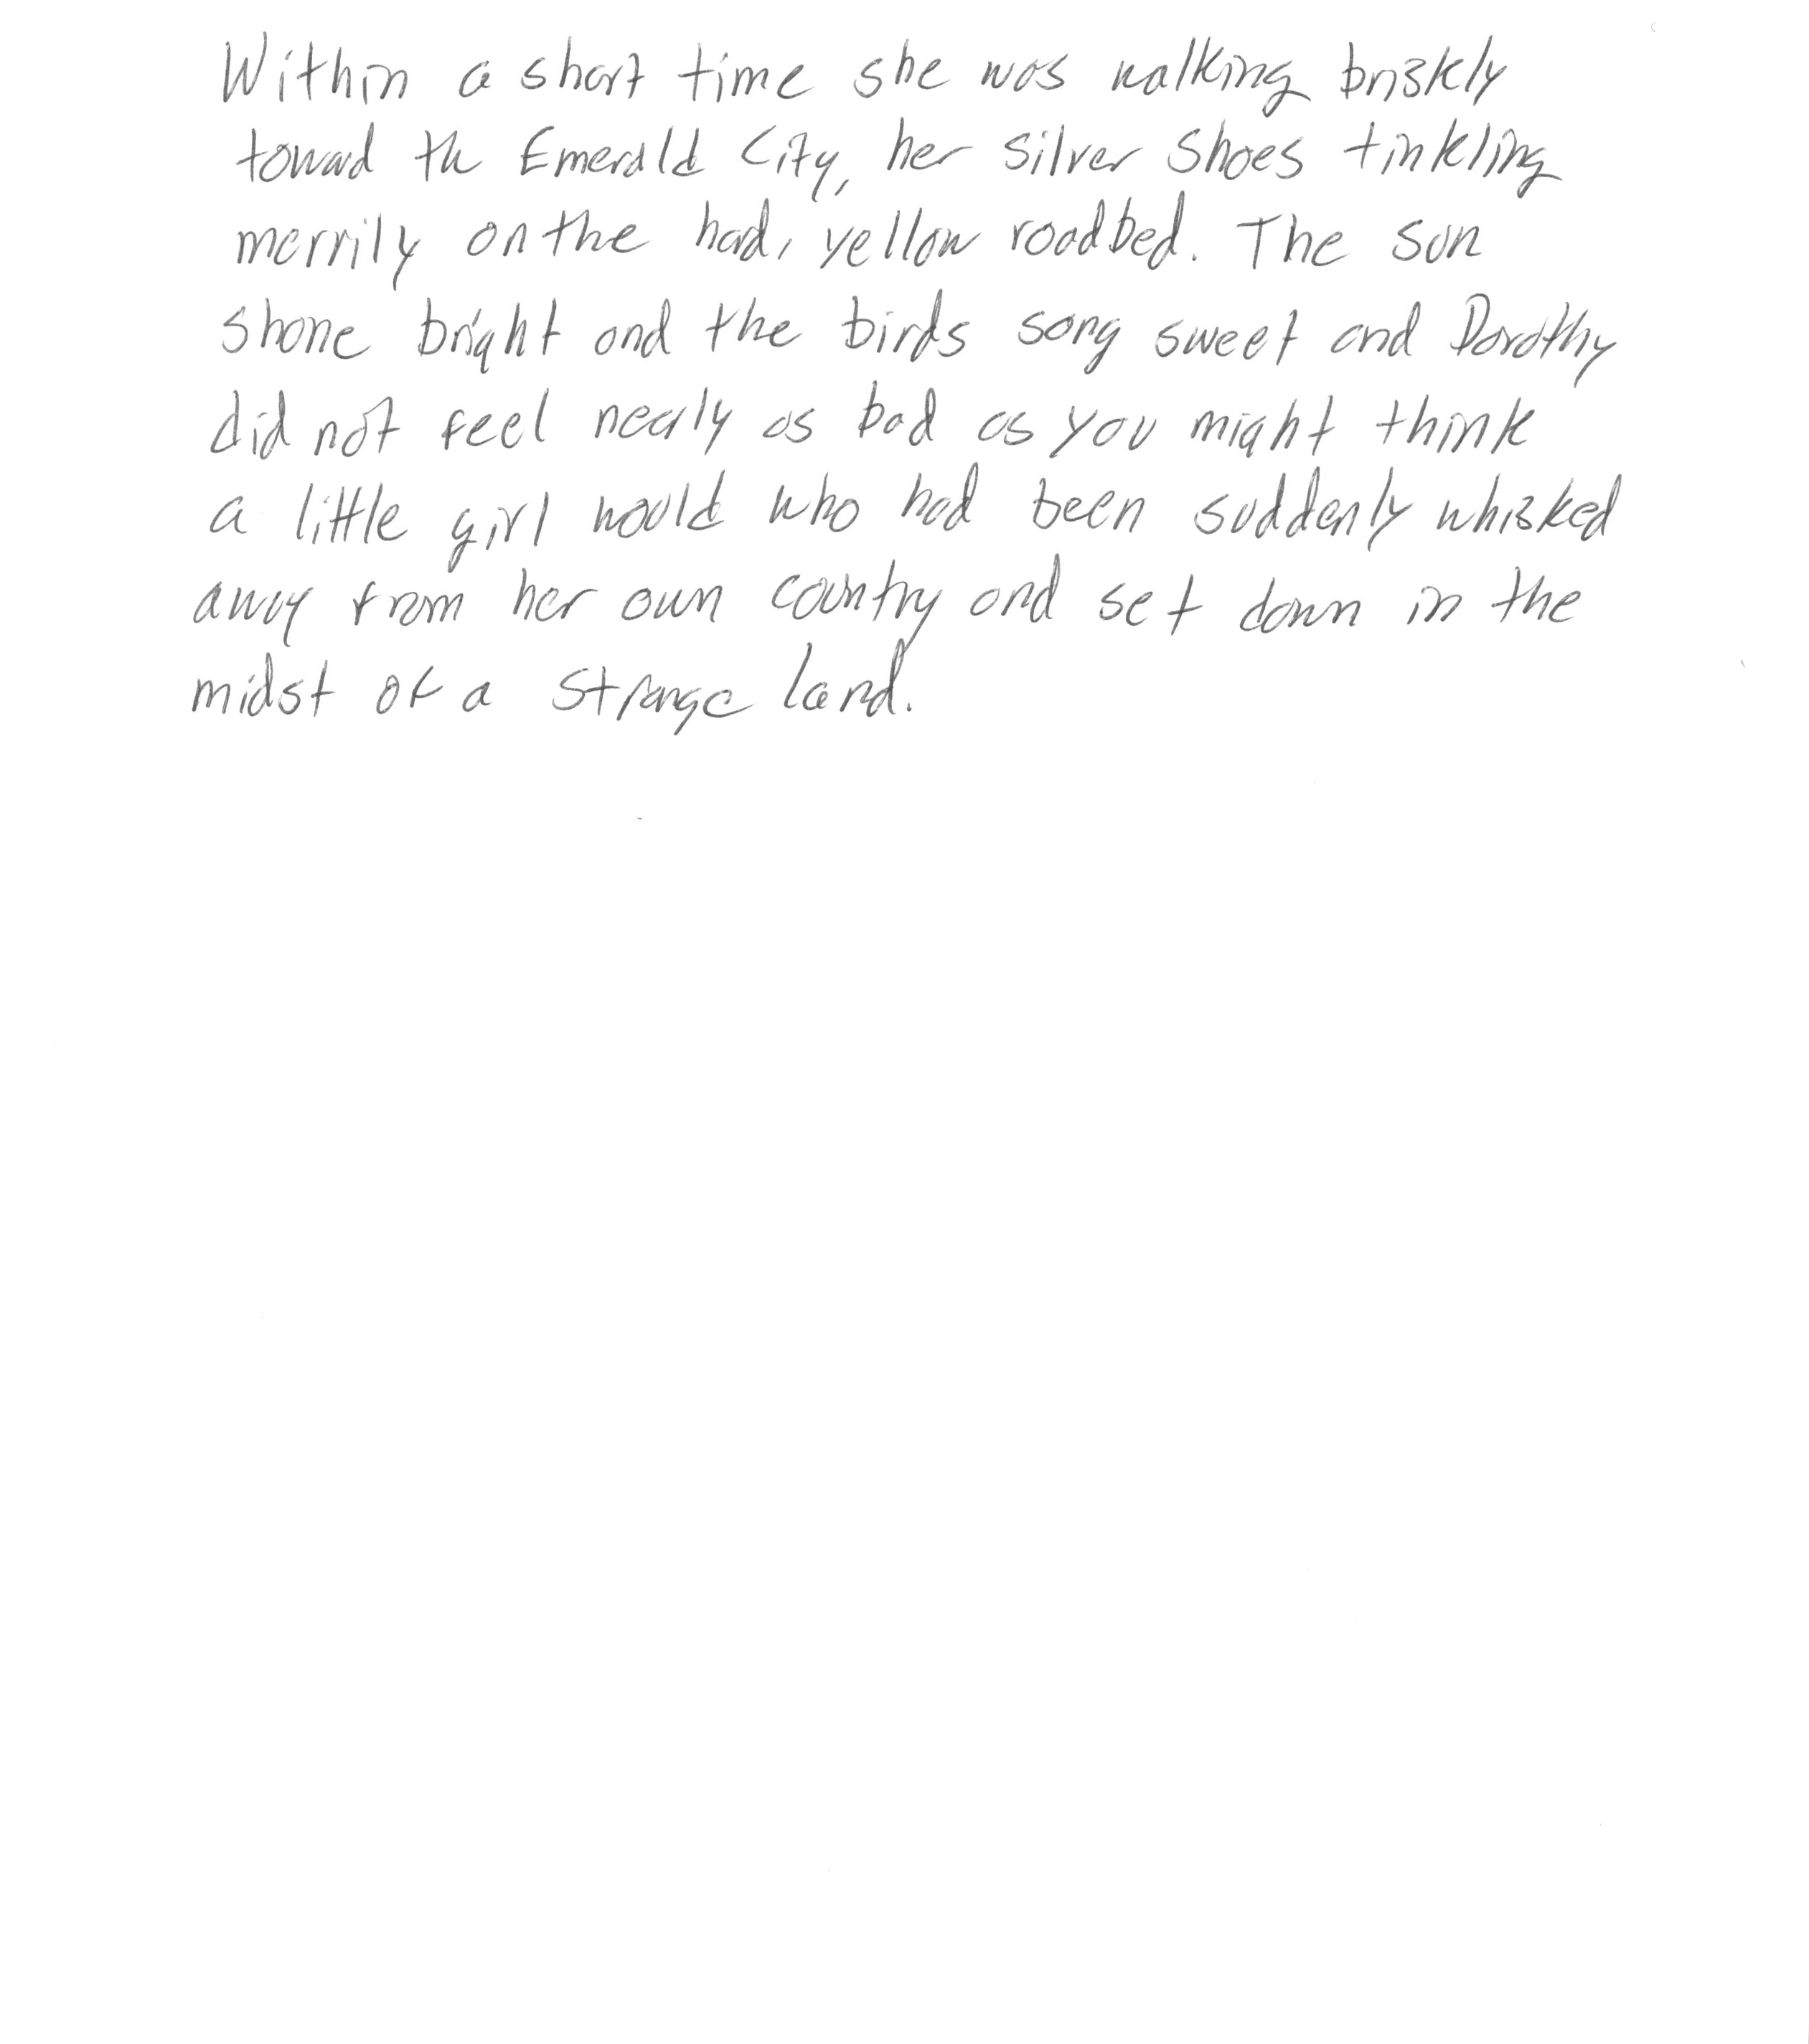 Within a short time she was walking briskly
toward the Emerald City, her silver shoes tinkling
merrily on the hard, yellow roadbed. The sun
shone bright and the birds song sweet and Dorothy
did not feel nearly as bad as you might think
a little girl would who had been suddenly whisked
away from her own country and set down in the
midst of a strange land.